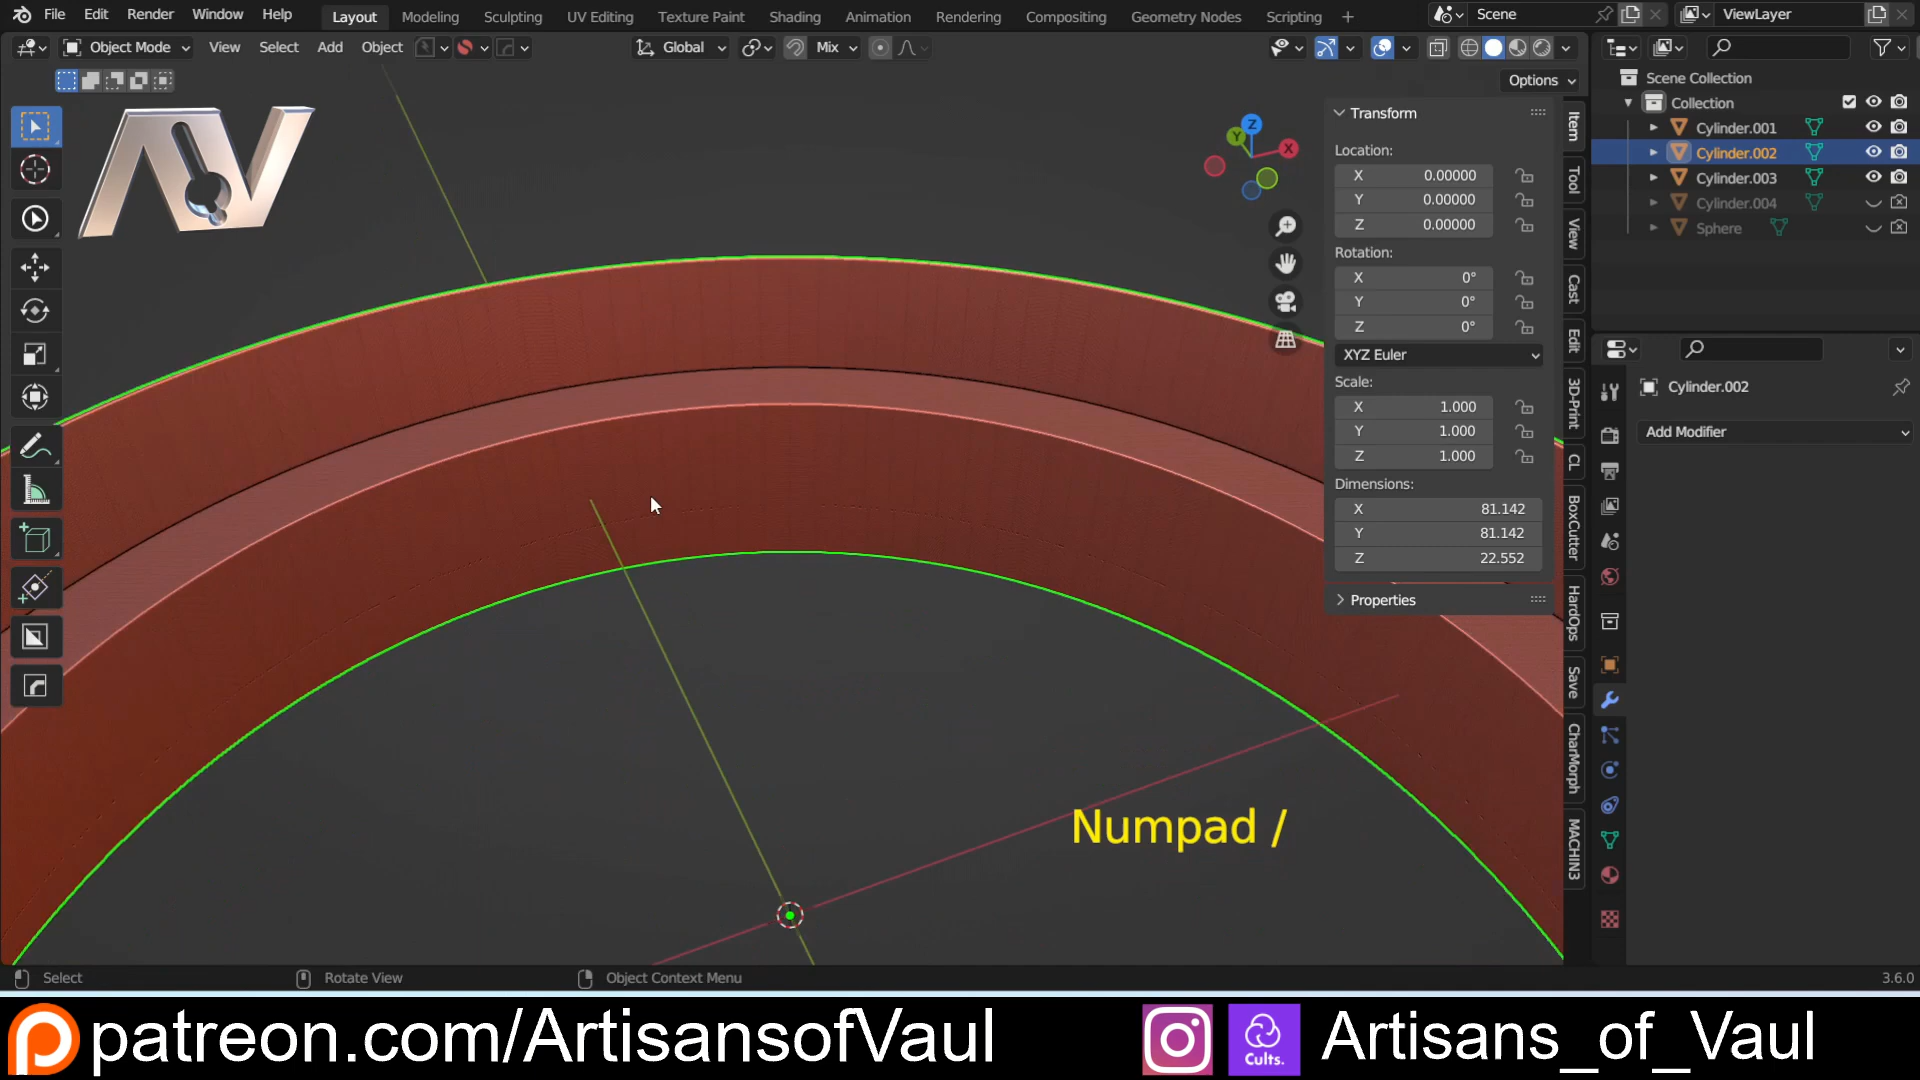 File Edit Render Window Help Layout Modeling Sculpting UV Editing Texture Paint Shading Animation Rendering Compositing Geometry Nodes Scripting + Scene ViewLayer
Object Mode View Select Add Object Global Mix
Options
Scene Collection
Collection
Cylinder.001
Cylinder.002
Cylinder.003
Cylinder.004
Sphere
AV
Z
Y
X
Transform
Location:
X 0.00000
Y 0.00000
Z 0.00000
Rotation:
X 0°
Y 0°
Z 0°
XYZ Euler
Scale:
X 1.000
Y 1.000
Z 1.000
Dimensions:
X 81.142
Y 81.142
Z 22.552
Properties
Item
Tool
View
Cast
Edit
3D-Print
CL
BoxCutter
HardOps
Save
CharMorph
MACHIN3
Cylinder.002
Add Modifier
Numpad /
Select Rotate View Object Context Menu 3.6.0
patreon.com/ArtisansofVaul Cults. Artisans_of_Vaul